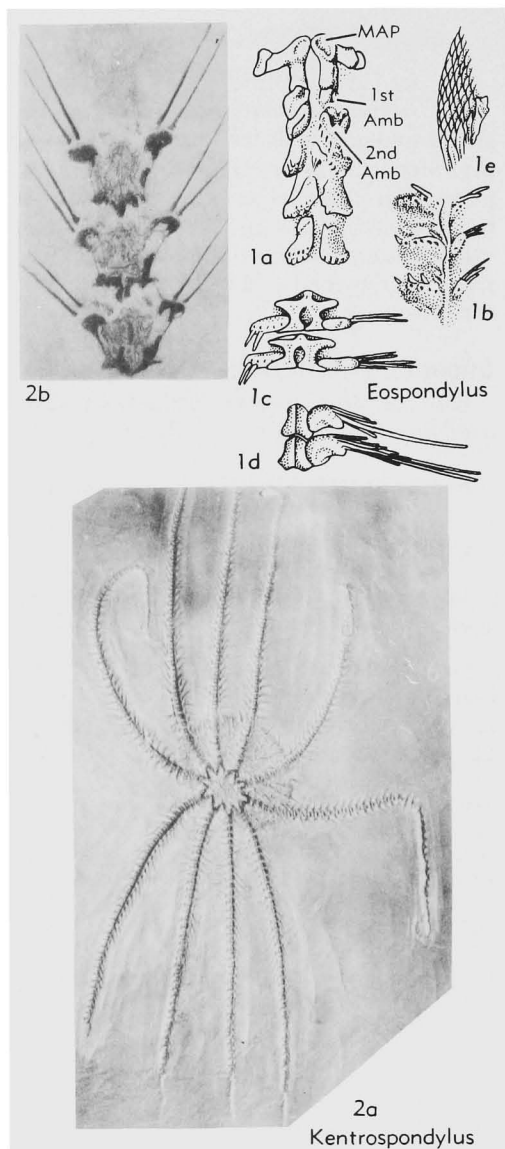 MAP
1st
Amb
2nd
Amb
1a
1e
1b
2b
1c
Eospondylus
1d
2a
Kentrospondylus